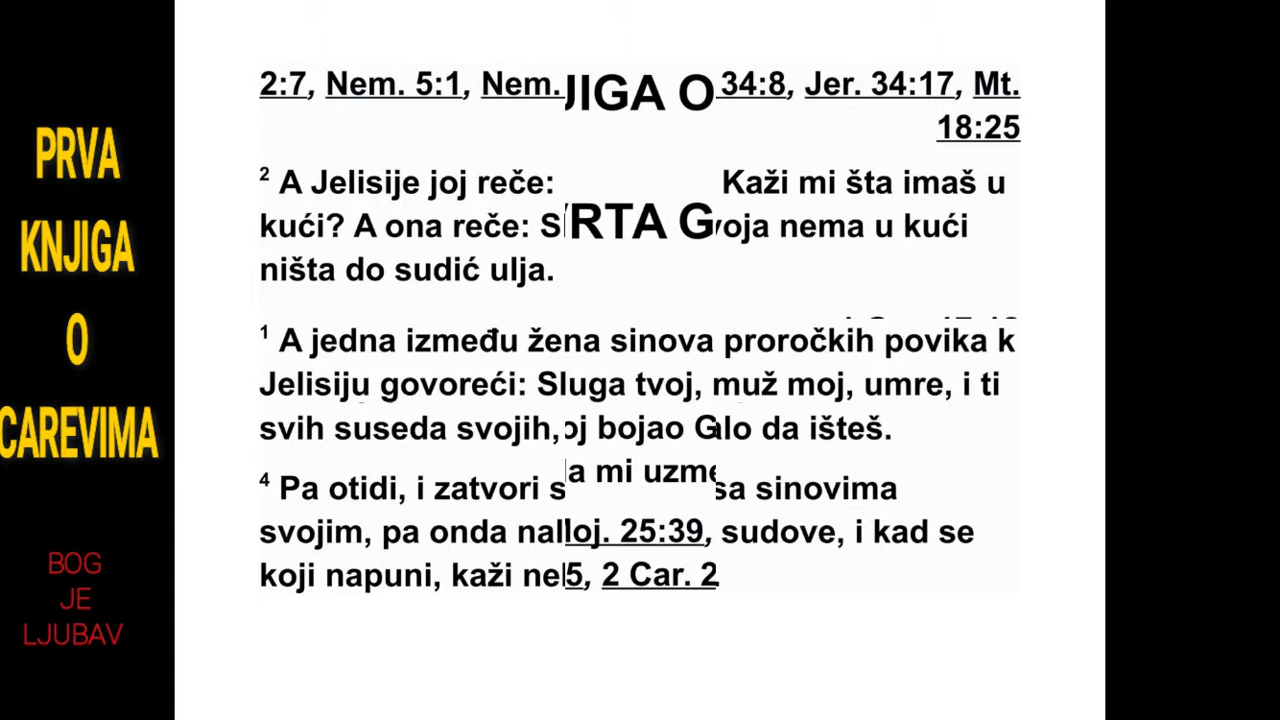 PRVA
KNJIGA
O
CAREVIMA
BOG
JE
LJUBAV
2:7, Nem. 5:1, Nem. JIGA O 34:8, Jer. 34:17, Mt.
18:25
2 A Jelisije joj reče: Kaži mi šta imaš u
kući? A ona reče: S RTA G voja nema u kući
ništa do sudić ulja.
1 A jedna između žena sinova proročkih povika k
Jelisiju govoreći: Sluga tvoj, muž moj, umre, i ti
svih suseda svojih, oj bojao G alo da išteš.
a mi uzme
4 Pa otidi, i zatvori s sa sinovima
svojim, pa onda nal loj. 25:39, sudove, i kad se
koji napuni, kaži ne 5, 2 Car. 2